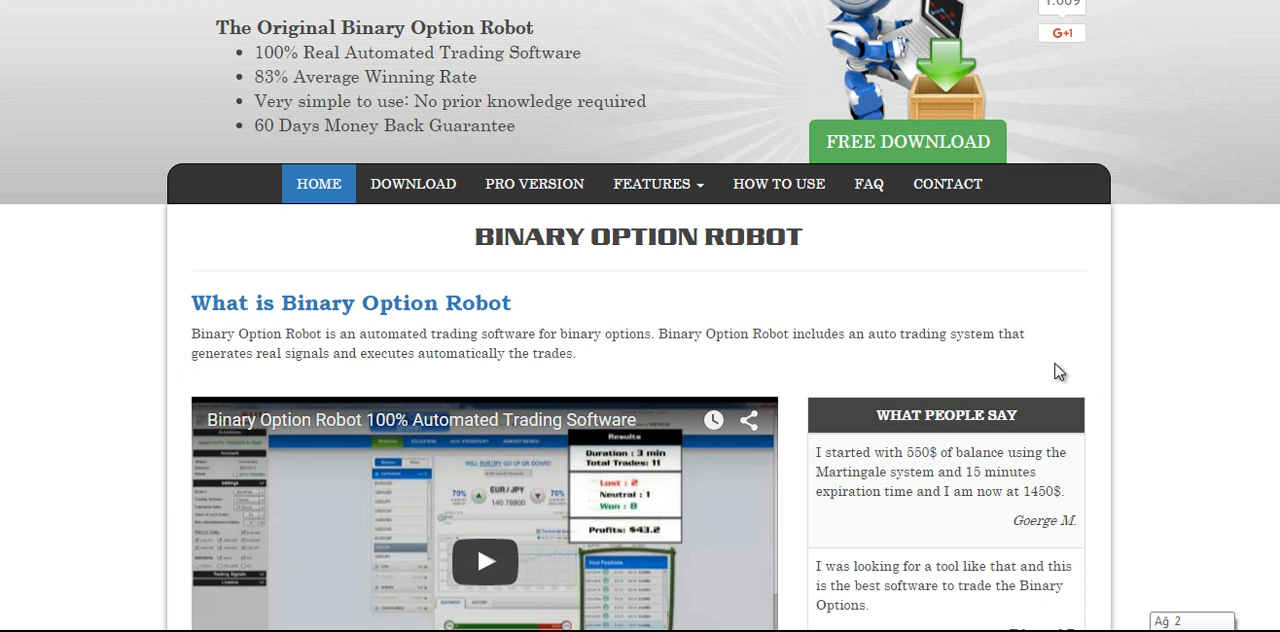 The Original Binary Option Robot
100% Real Automated Trading Software
83% Average Winning Rate
Very simple to use: No prior knowledge required
60 Days Money Back Guarantee
G+1
FREE DOWNLOAD
HOME DOWNLOAD PRO VERSION FEATURES HOW TO USE FAQ CONTACT
BINARY OPTION ROBOT
What is Binary Option Robot
Binary Option Robot is an automated trading software for binary options. Binary Option Robot includes an auto trading system that
generates real signals and executes automatically the trades.
Binary Option Robot 100% Automated Trading Software
Results
Duration : 3 min
Total Trades: 11
Lost : 2
Neutral : 1
Won : 8
Profits: $43.2
WILL EUR/JPY GO UP OR DOWN?
70% EUR/JPY 70%
140.78800
Your Positions
WHAT PEOPLE SAY
I started with 550$ of balance using the
Martingale system and 15 minutes
expiration time and I am now at 1450$.
Goerge M.
I was looking for a tool like that and this
is the best software to trade the Binary
Options.
Ağ 2